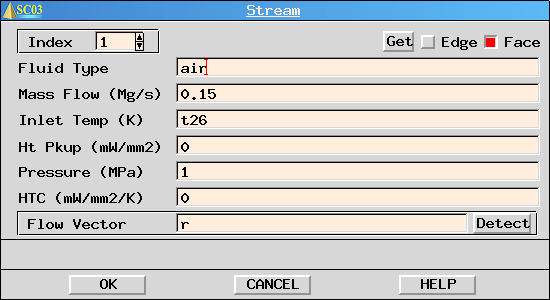 SC03 Stream
Index 1 Get Edge Face
Fluid Type air
Mass Flow (Mg/s) 0.15
Inlet Temp (K) t26
Ht Pkup (mW/mm2) 0
Pressure (MPa) 1
HTC (mW/mm2/K) 0
Flow Vector r Detect
OK CANCEL HELP